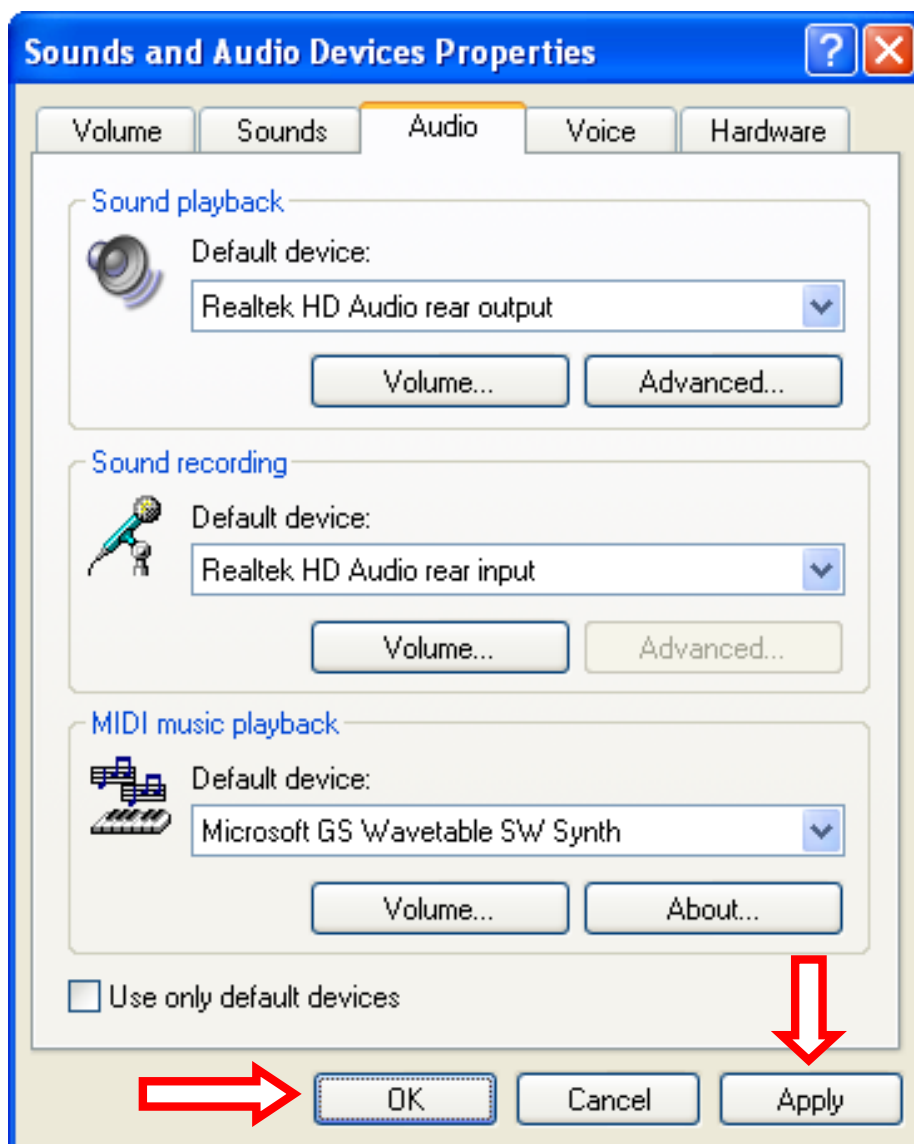 Sounds and Audio Devices Properties
Volume Sounds Audio Voice Hardware
Sound playback
Default device:
Realtek HD Audio rear output
Volume... Advanced...
Sound recording
Default device:
Realtek HD Audio rear input
Volume... Advanced...
MIDI music playback
Default device:
Microsoft GS Wavetable SW Synth
Volume... About...
Use only default devices
OK Cancel Apply